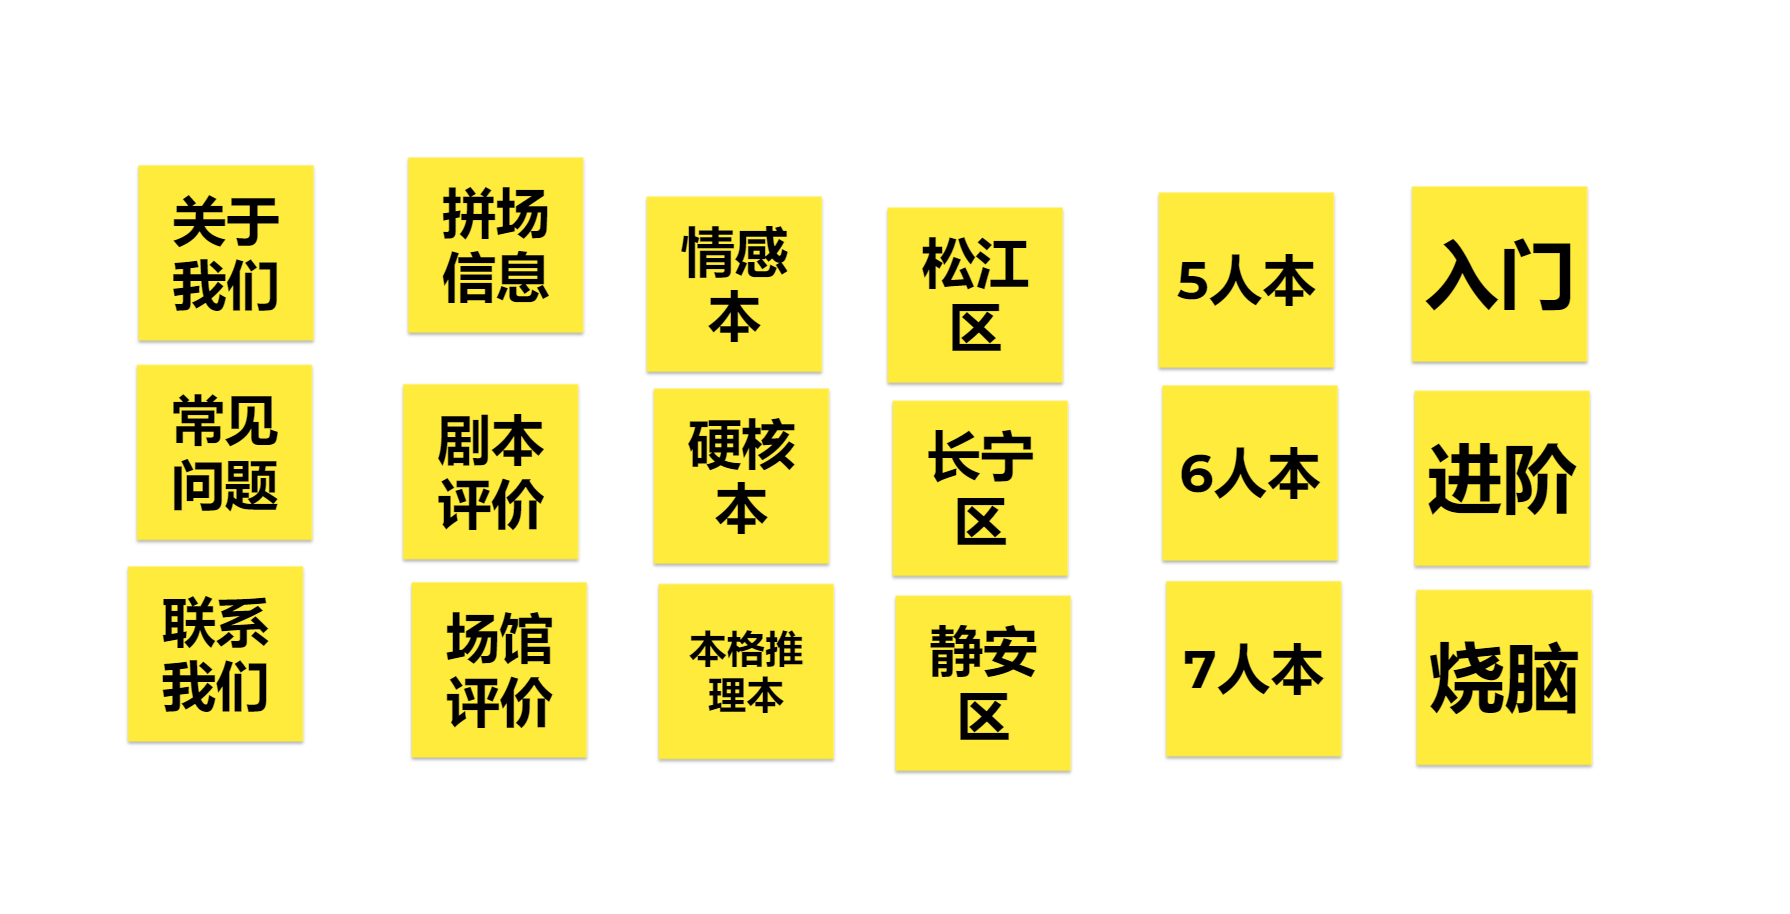 关于
我们
常见
问题
联系
我们
拼场
信息
剧本
评价
场馆
评价
情感
本
硬核
本
本格推
理本
松江
区
长宁
区
静安
区
5人本
6人本
7人本
入门
进阶
烧脑